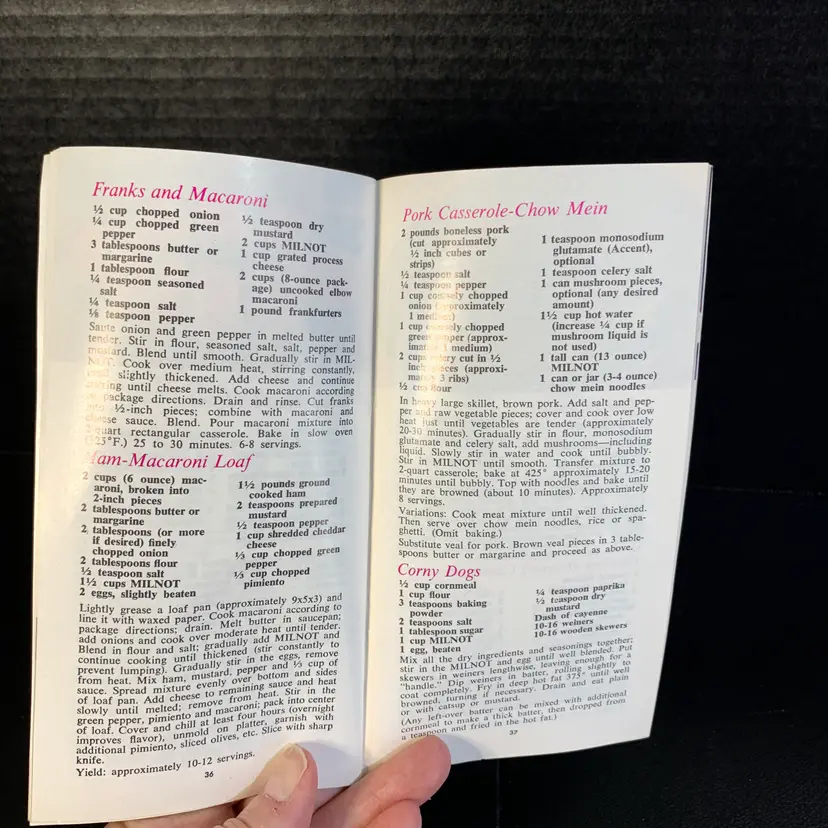 Franks and Macaroni
½ cup chopped onion
¼ cup chopped green
pepper
3 tablespoons butter or
margarine
1 tablespoon flour
¼ teaspoon seasoned
salt
¼ teaspoon salt
⅛ teaspoon pepper
½ teaspoon dry
mustard
2 cups MILNOT
1 cup grated process
cheese
2 cups (8-ounce pack-
age) uncooked elbow
macaroni
1 pound frankfurters
Saute onion and green pepper in melted butter until
tender. Stir in flour, seasoned salt, salt, pepper and
mustard. Blend until smooth. Gradually stir in MIL-
NOT. Cook over medium heat, stirring constantly,
slightly thickened. Add cheese and continue
until cheese melts. Cook macaroni
package directions. Drain and rinse. Cut franks
½-inch pieces; combine with macaroni and
cheese sauce. Blend. Pour macaroni mixture into
quart rectangular casserole. Bake in slow oven
25 to 30 minutes. 6-8 servings.
Ham-Macaroni Loaf
2 cups (6 ounce) mac-
aroni, broken into
2-inch pieces
2 tablespoons butter or
margarine
2 tablespoons (or more
if desired) finely
chopped onion
2 tablespoons flour
½ teaspoon salt
1½ cups MILNOT
2 eggs, slightly beaten
1½ pounds ground
cooked ham
2 teaspoons prepared
mustard
½ teaspoon pepper
1 cup shredded cheddar
cheese
⅓ cup chopped green
pepper
⅓ cup chopped
pimiento
Lightly grease a loaf pan (approximately 9x5x3) and
line it with waxed paper. Cook macaroni according to
package directions; drain. Melt butter in saucepan;
add onions and cook over moderate heat until tender.
Blend in flour and salt; gradually add MILNOT and
continue cooking until thickened (stir constantly to
prevent lumping). Gradually stir in the eggs, remove
from heat. Mix ham, mustard, pepper and ⅓ cup of
sauce. Spread mixture evenly over bottom and sides
of loaf pan. Add cheese to remaining sauce and heat
slowly until melted; remove from heat. Stir in the
green pepper, pimiento and macaroni; pack into center
of loaf. Cover and chill at least four hours (overnight
improves flavor), unmold on platter, garnish with
additional pimiento, sliced olives, etc. Slice with sharp
knife.
Yield: approximately 10-12 servings.
36
Pork Casserole-Chow Mein
2 pounds boneless pork
(cut approximately
½ inch cubes or
strips)
½ teaspoon salt
¼ teaspoon pepper
1 cup coarsely chopped
onion (approximately
1 medium)
1 cup coarsely chopped
green pepper (approx-
imately 1 medium)
2 cups celery cut in ½
inch pieces (approxi-
mately 3 ribs)
½ cup flour
1 teaspoon monosodium
glutamate (Accent),
optional
1 teaspoon celery salt
1 can mushroom pieces,
optional (any desired
amount)
1½ cup hot water
(increase ¼ cup if
mushroom liquid is
not used)
1 tall can (13 ounce)
MILNOT
1 can or jar (3-4 ounce)
chow mein noodles
In heavy large skillet, brown pork. Add salt and pep-
per and raw vegetable pieces; cover and cook over low
heat just until vegetables are tender (approximately
20-30 minutes). Gradually stir in flour, monosodium
glutamate and celery salt, add mushrooms—including
liquid. Slowly stir in water and cook until bubbly.
Stir in MILNOT until smooth. Transfer mixture to
2-quart casserole; bake at 425° approximately 15-20
minutes until bubbly. Top with noodles and bake until
they are browned (about 10 minutes). Approximately
8 servings.
Variations: Cook meat mixture until well thickened.
Then serve over chow mein noodles, rice or spa-
ghetti. (Omit baking.)
Substitute veal for pork. Brown veal pieces in 3 table-
spoons butter or margarine and proceed as above.
Corny Dogs
½ cup cornmeal
1 cup flour
3 teaspoons baking
powder
2 teaspoons salt
1 tablespoon sugar
1 cup MILNOT
1 egg, beaten
¼ teaspoon paprika
½ teaspoon dry
mustard
Dash of cayenne
10-16 weiners
10-16 wooden skewers
Mix all the dry ingredients and seasonings together;
stir in the MILNOT and egg until well blended. Put
skewers in weiners lengthwise, leaving enough for a
"handle." Dip weiners in batter, rolling slightly to
coat completely. Fry in deep hot fat 375° until well
browned, turning if necessary. Drain and eat plain
or with catsup or mustard.
(Any left-over batter can be mixed with additional
cornmeal to make a thick batter, then dropped from
a teaspoon and fried in the hot fat.)
37